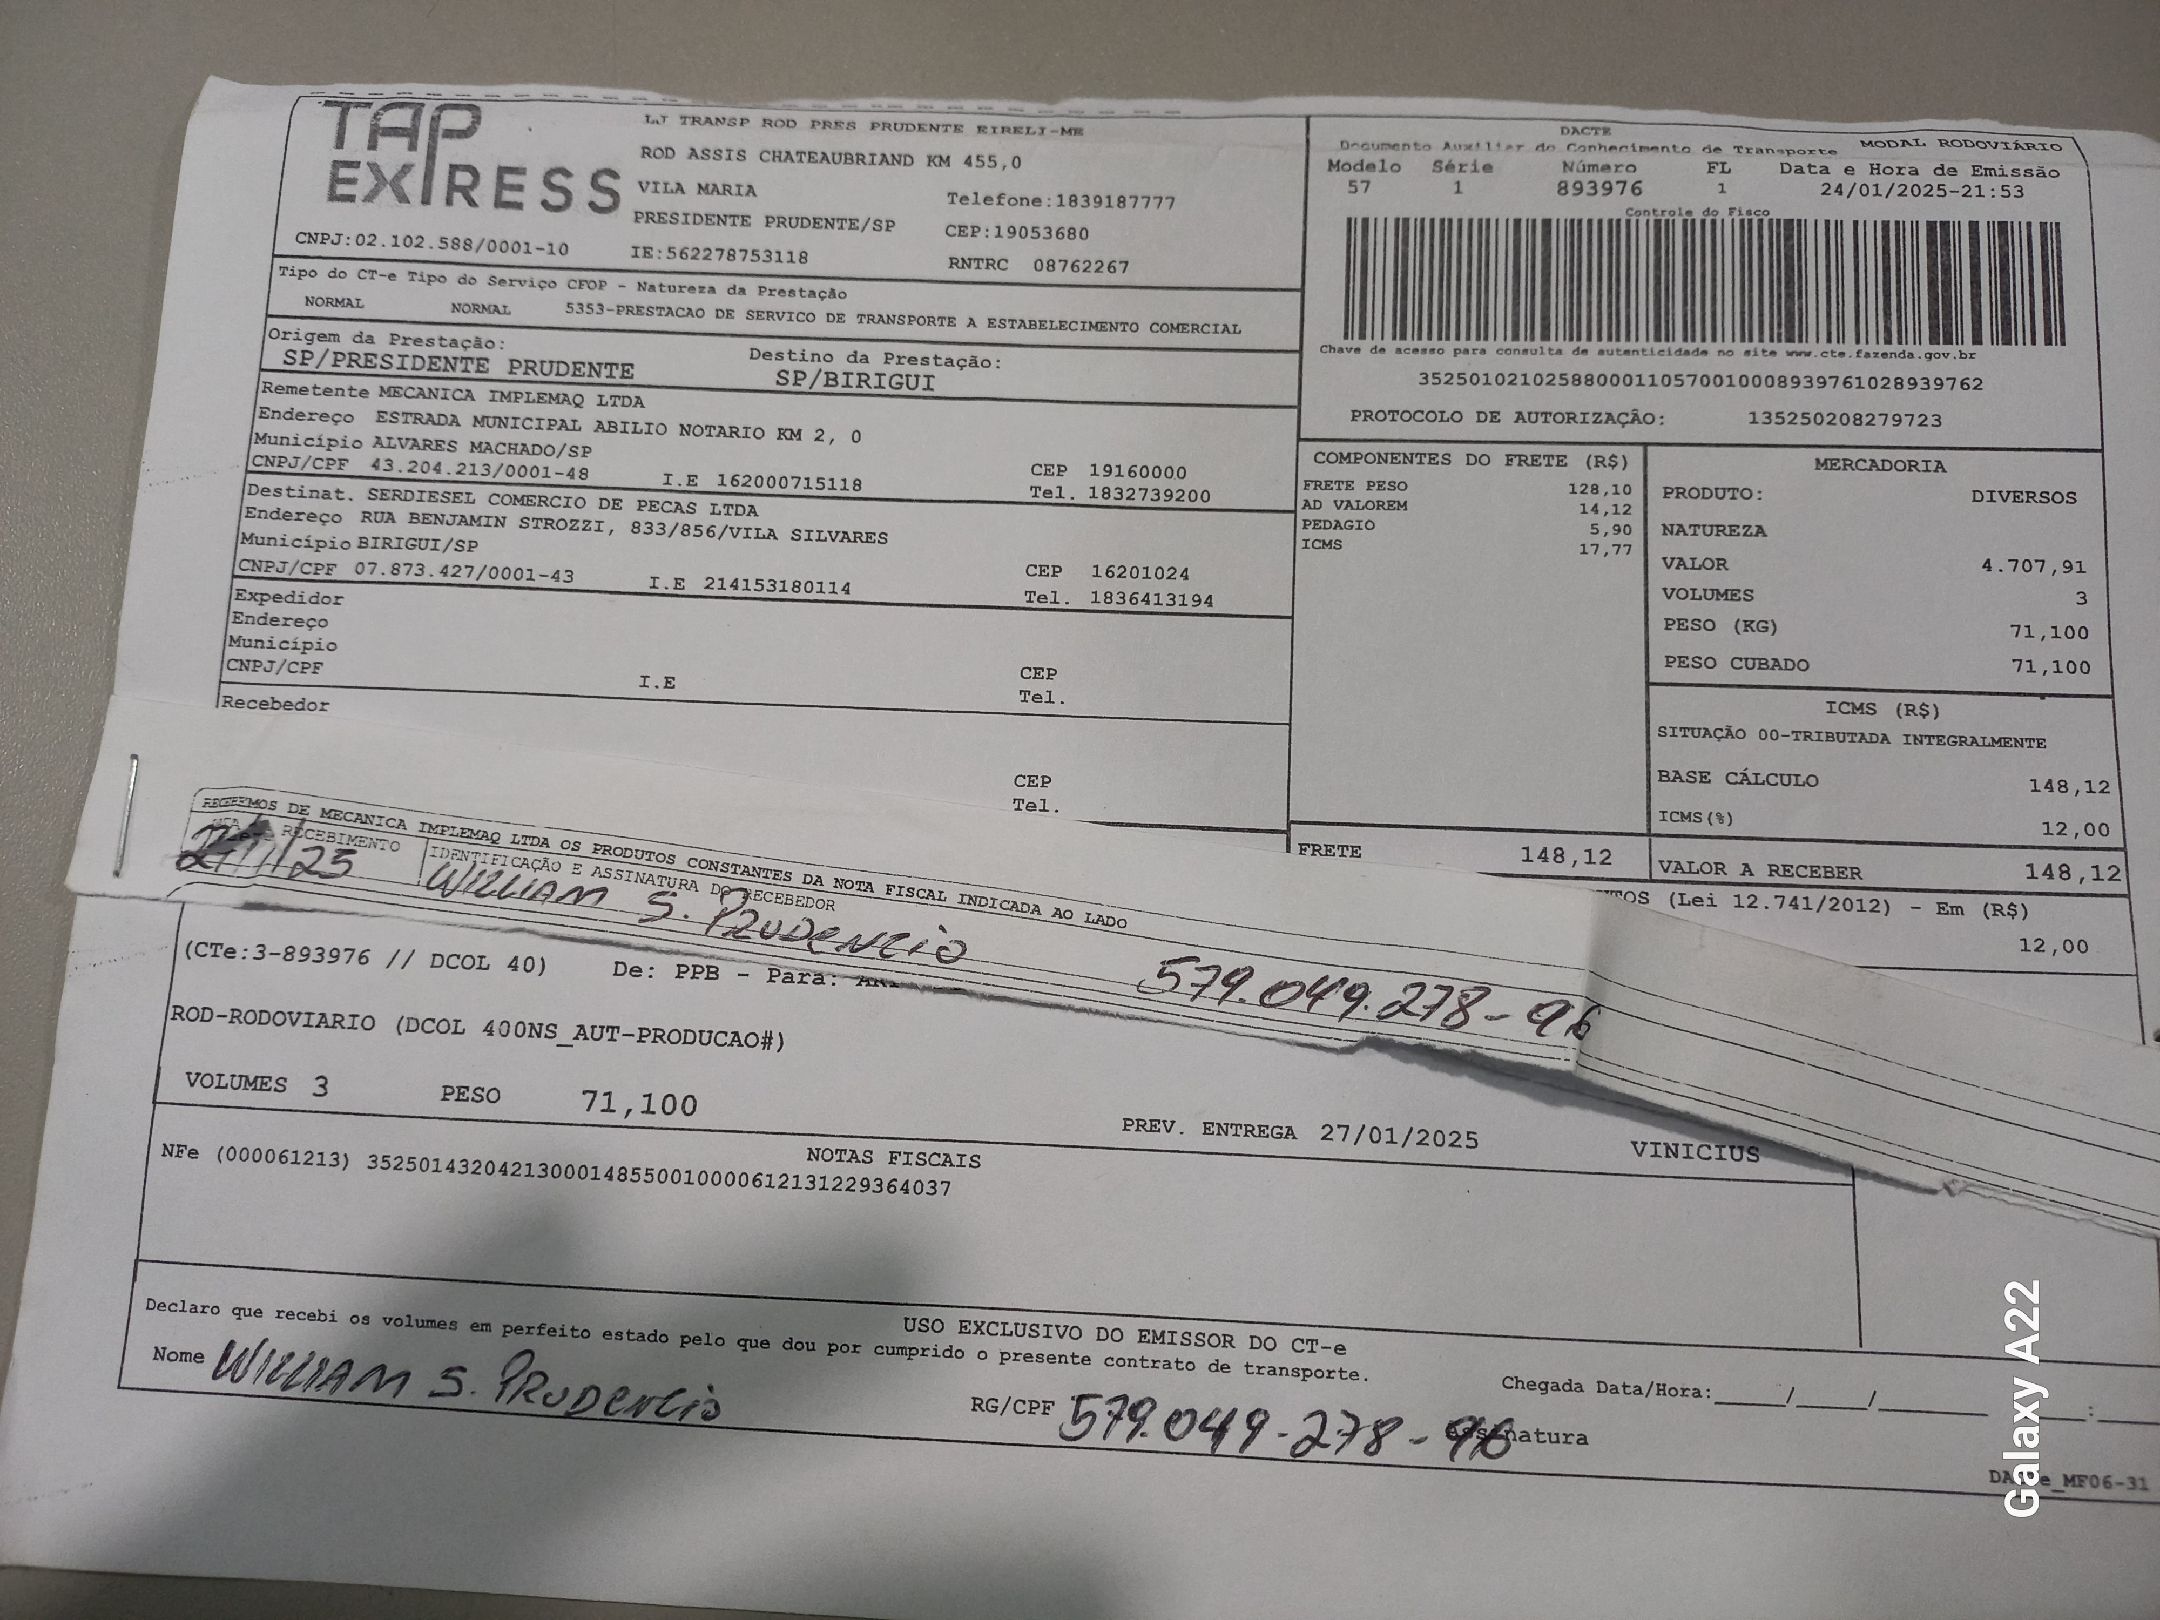 TAP EXPRESS
LJ TRANSP ROD PRES PRUDENTE EIRELI-ME
ROD ASSIS CHATEAUBRIAND KM 455,0
VILA MARIA Telefone:1839187777
PRESIDENTE PRUDENTE/SP CEP:19053680
CNPJ:02.102.588/0001-10 IE:562278753118 RNTRC 08762267
DACTE
Documento Auxiliar do Conhecimento de Transporte MODAL RODOVIÁRIO
Modelo Série Número FL Data e Hora de Emissão
57 1 893976 1 24/01/2025-21:53
Controle do Fisco
Chave de acesso para consulta de autenticidade no site www.cte.fazenda.gov.br
35250102102588000110570010008939761028939762
PROTOCOLO DE AUTORIZAÇÃO: 135250208279723
Tipo do CT-e Tipo do Serviço CFOP - Natureza da Prestação
NORMAL NORMAL 5353-PRESTACAO DE SERVICO DE TRANSPORTE A ESTABELECIMENTO COMERCIAL
Origem da Prestação: Destino da Prestação:
SP/PRESIDENTE PRUDENTE SP/BIRIGUI
Remetente MECANICA IMPLEMAQ LTDA
Endereço ESTRADA MUNICIPAL ABILIO NOTARIO KM 2, 0
Município ALVARES MACHADO/SP CEP 19160000
CNPJ/CPF 43.204.213/0001-48 I.E 162000715118 Tel. 1832739200
Destinat. SERDIESEL COMERCIO DE PECAS LTDA
Endereço RUA BENJAMIN STROZZI, 833/856/VILA SILVARES
Município BIRIGUI/SP CEP 16201024
CNPJ/CPF 07.873.427/0001-43 I.E 214153180114 Tel. 1836413194
Expedidor
Endereço
Município CEP
CNPJ/CPF I.E Tel.
Recebedor
CEP
Tel.
COMPONENTES DO FRETE (R$)
FRETE PESO 128,10
AD VALOREM 14,12
PEDAGIO 5,90
ICMS 17,77
FRETE 148,12
MERCADORIA
PRODUTO: DIVERSOS
NATUREZA
VALOR 4.707,91
VOLUMES 3
PESO (KG) 71,100
PESO CUBADO 71,100
ICMS (R$)
SITUAÇÃO 00-TRIBUTADA INTEGRALMENTE
BASE CÁLCULO 148,12
ICMS(%) 12,00
VALOR A RECEBER 148,12
(Lei 12.741/2012) - Em (R$)
12,00
RECEBEMOS DE MECANICA IMPLEMAQ LTDA OS PRODUTOS CONSTANTES DA NOTA FISCAL INDICADA AO LADO
RECEBIMENTO IDENTIFICAÇÃO E ASSINATURA DO RECEBEDOR
/1/25 WILLIAM S. PRUDENCIO 579.049.278-96
(CTe:3-893976 // DCOL 40) De: PPB - Para:
ROD-RODOVIARIO (DCOL 400NS_AUT-PRODUCAO#)
VOLUMES 3 PESO 71,100 PREV. ENTREGA 27/01/2025 VINICIUS
NOTAS FISCAIS
NFe (000061213) 35250143204213000148550010000612131229364037
USO EXCLUSIVO DO EMISSOR DO CT-e
Declaro que recebi os volumes em perfeito estado pelo que dou por cumprido o presente contrato de transporte.
Nome WILLIAM S. PRUDENCIO RG/CPF 579.049.278-96 Assinatura
Chegada Data/Hora:____/____/____ ____:____
Galaxy A22